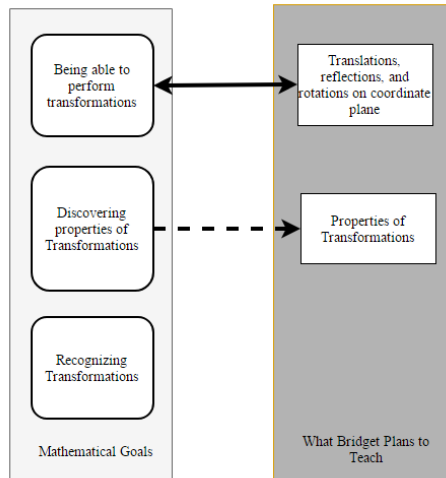 Being able to
perform
transformations
Translations,
reflections, and
rotations on coordinate
plane
Discovering
properties of
Transformations
Properties of
Transformations
Recognizing
Transformations
Mathematical Goals
What Bridget Plans to
Teach